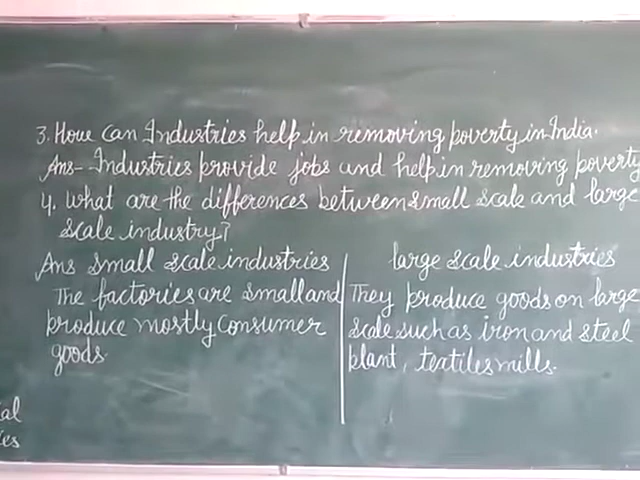 3. How can Industries help in removing poverty in India.
Ans- Industries provide jobs and help in removing poverty
4. What are the differences between small scale and large
scale industry?
Ans Small scale industries
The factories are small and
produce mostly consumer
goods.
large scale industries
They produce goods on large
scale such as iron and steel
plant, textiles mills.
ial
ies